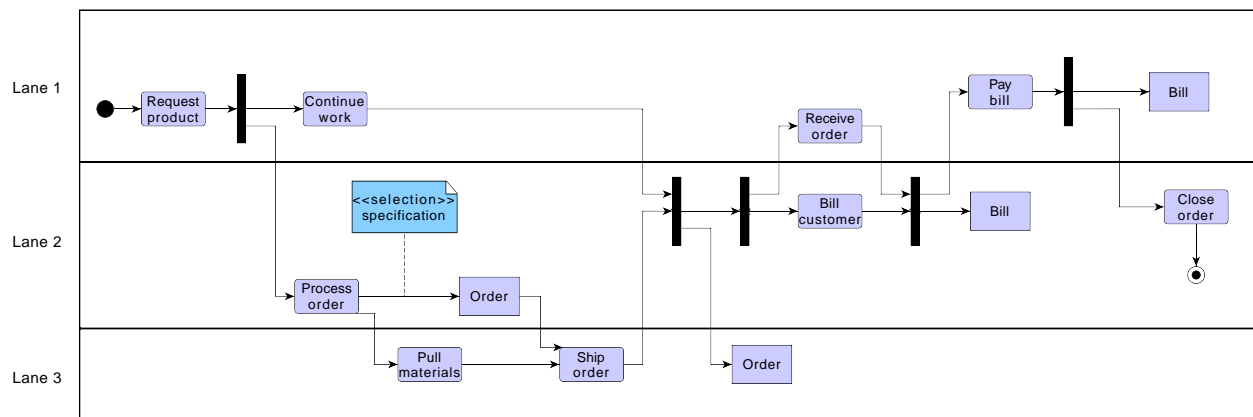 Lane 1
Request
product
Continue
work
Receive
order
Pay
bill
Bill
Lane 2
<<selection>>
specification
Process
order
Order
Bill
customer
Bill
Close
order
Lane 3
Pull
materials
Ship
order
Order